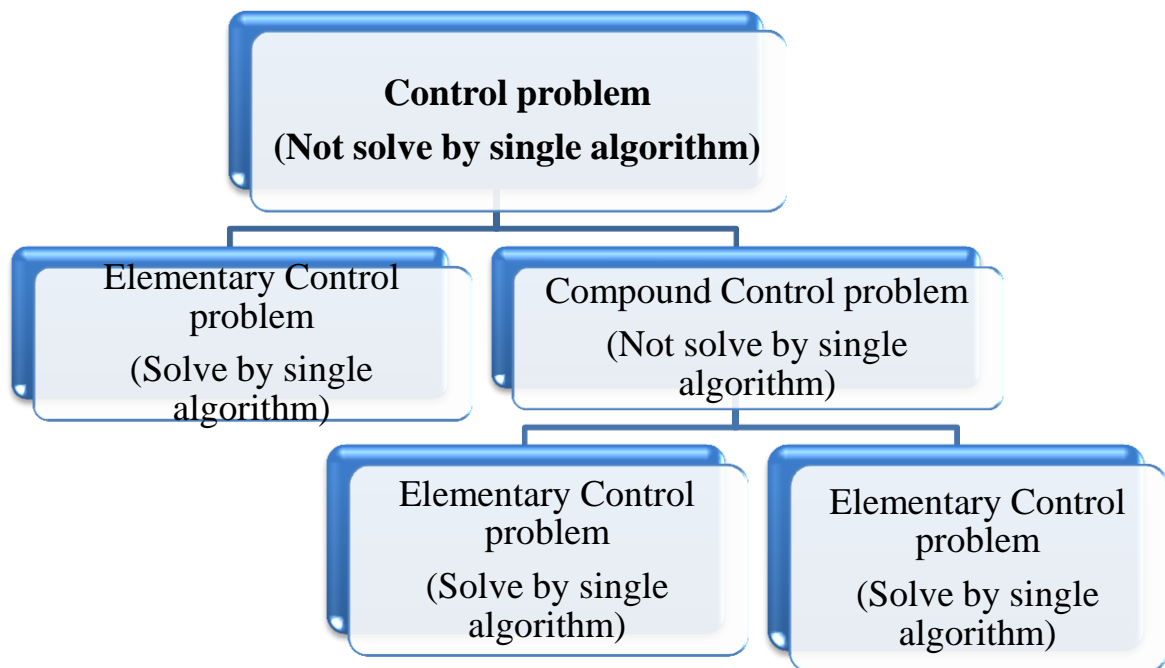 Control problem
(Not solve by single algorithm)
Elementary Control
problem
(Solve by single
algorithm)
Compound Control problem
(Not solve by single
algorithm)
Elementary Control
problem
(Solve by single
algorithm)
Elementary Control
problem
(Solve by single
algorithm)